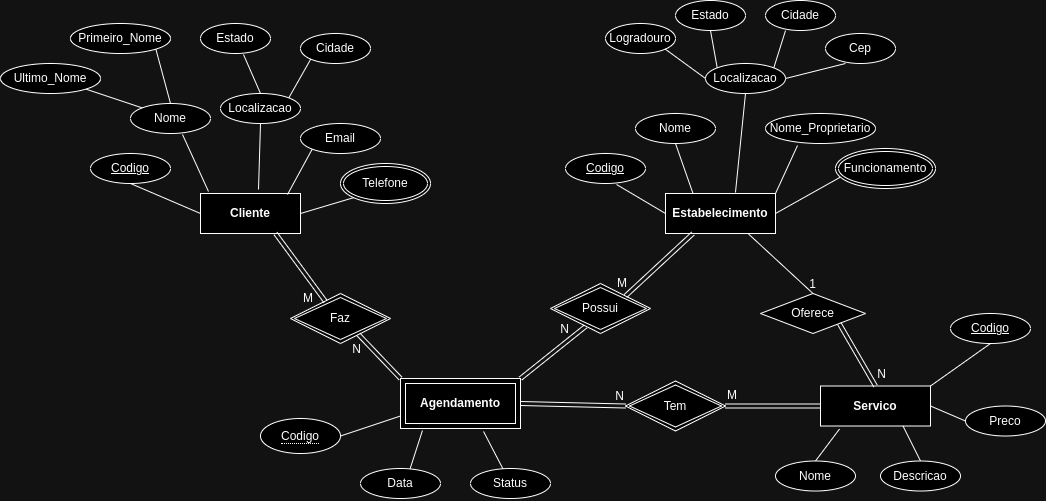 Estado
Cidade
Primeiro_Nome
Estado
Cidade
Logradouro
Cep
Ultimo_Nome
Localizacao
Localizacao
Nome
Email
Nome
Nome_Proprietario
Codigo
Telefone
Codigo
Funcionamento
Cliente
Estabelecimento
M
M
1
Faz
Possui
Oferece
N
N
Codigo
N
N
M
Agendamento
Tem
Servico
Codigo
Preco
Data
Status
Nome
Descricao